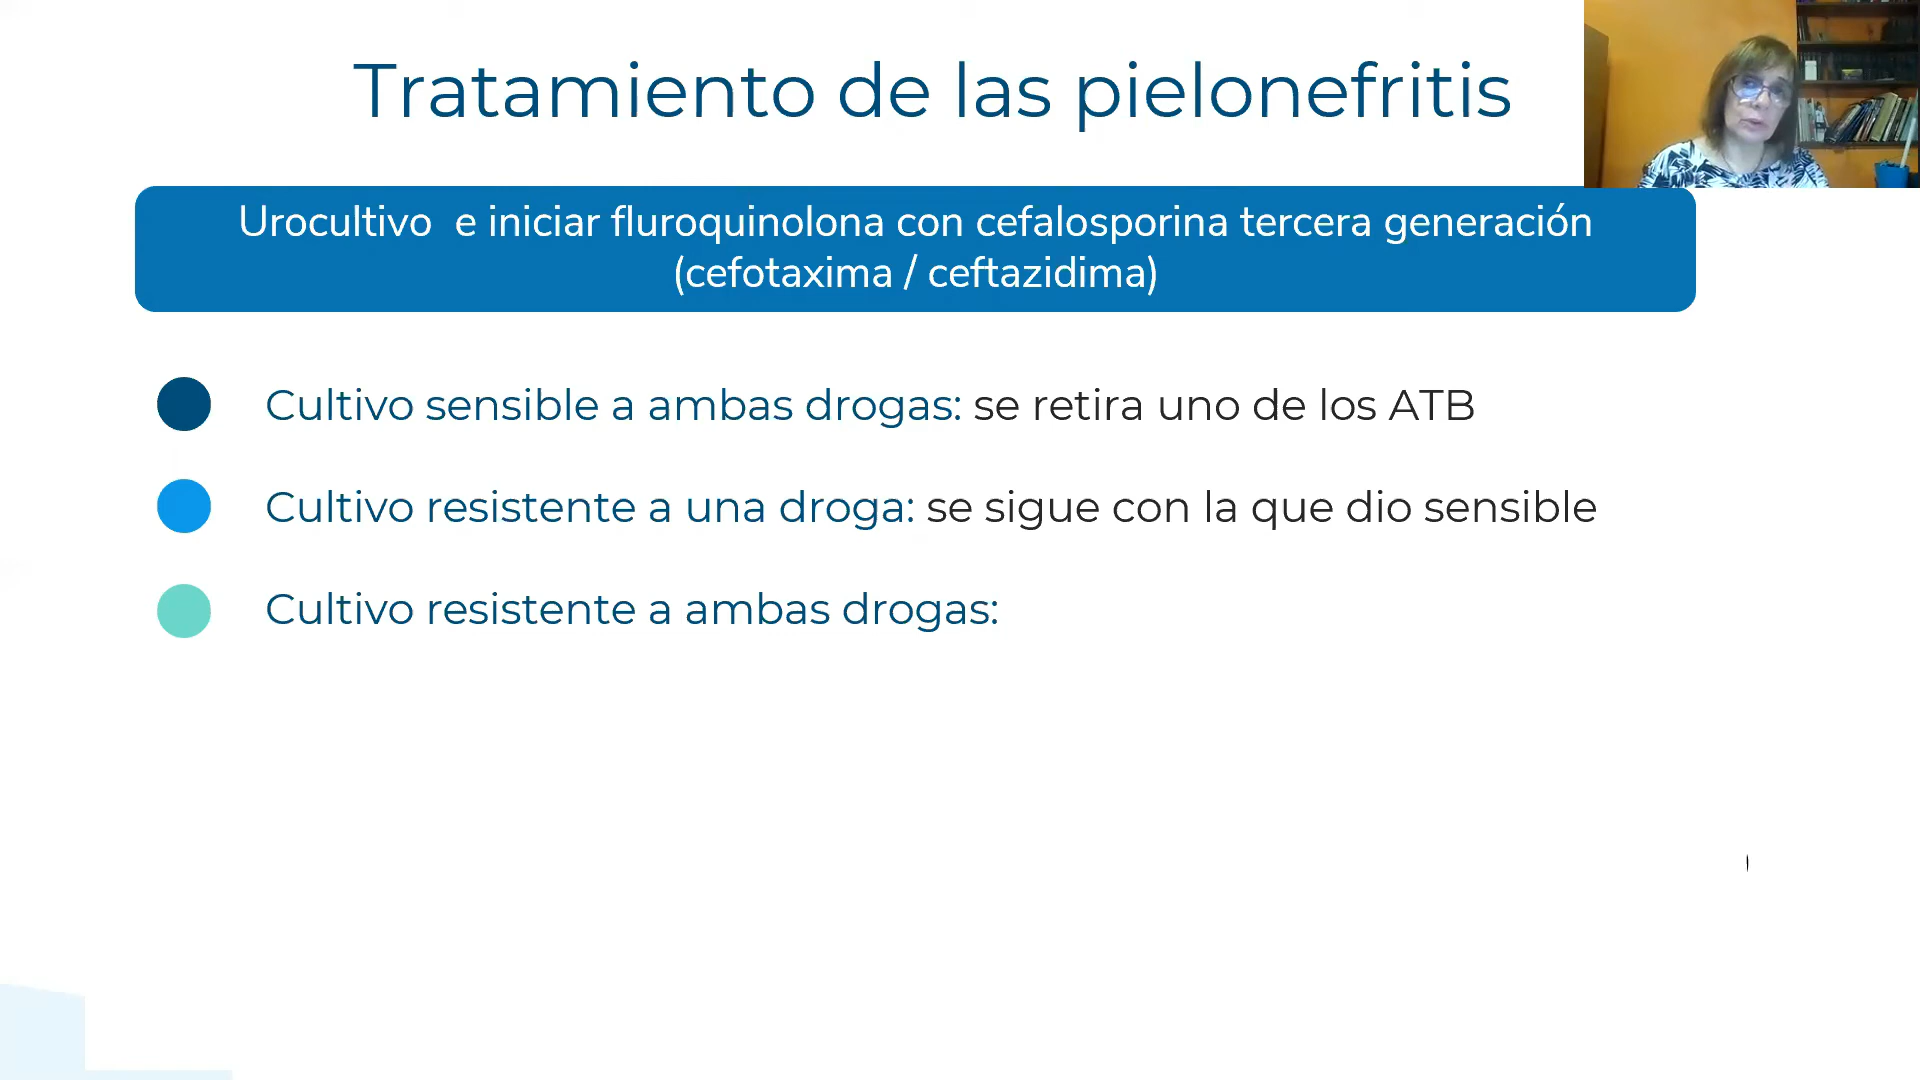 Tratamiento de las pielonefritis
Urocultivo  e iniciar fluroquinolona con cefalosporina tercera generación
(cefotaxima / ceftazidima)
Cultivo sensible a ambas drogas: se retira uno de los ATB
Cultivo resistente a una droga: se sigue con la que dio sensible
Cultivo resistente a ambas drogas: